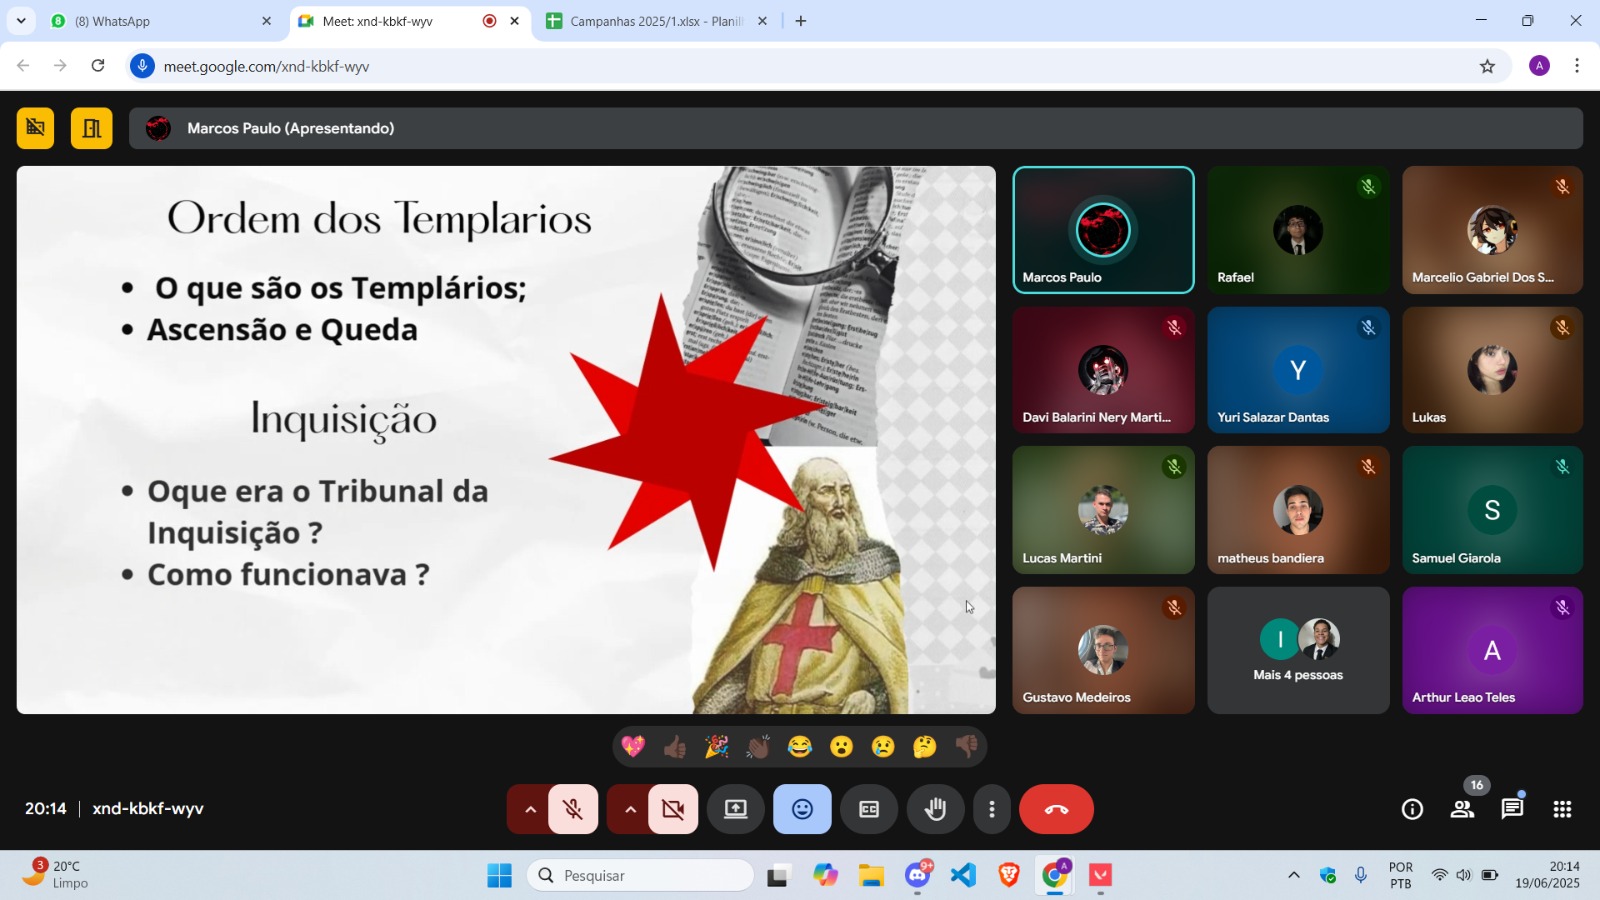 (8) WhatsApp
Meet: xnd-kbkf-wyv
Campanhas 2025/1.xlsx - Planil
meet.google.com/xnd-kbkf-wyv
A
Marcos Paulo (Apresentando)
Ordem dos Templarios
O que são os Templários;
Ascensão e Queda
Inquisição
Oque era o Tribunal da
Inquisição ?
Como funcionava ?
Marcos Paulo
Rafael
Marcelio Gabriel Dos S...
Davi Balarini Nery Marti...
Y
Yuri Salazar Dantas
Lukas
Lucas Martini
matheus bandiera
S
Samuel Giarola
Gustavo Medeiros
I
Mais 4 pessoas
A
Arthur Leao Teles
20:14
xnd-kbkf-wyv
16
3
20°C
Limpo
Pesquisar
9+
A
POR
PTB
20:14
19/06/2025